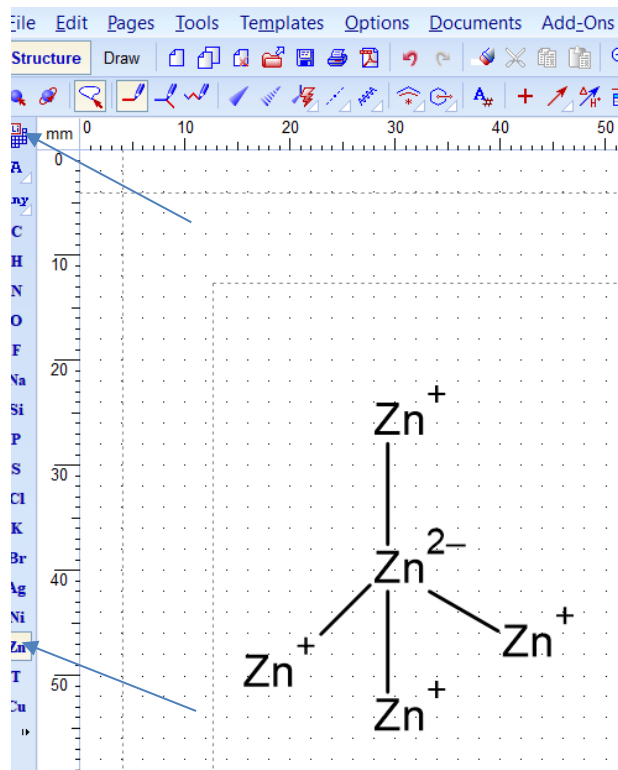 File Edit Pages Tools Templates Options Documents Add-Ons
Structure Draw
A#
+
mm 0 10 20 30 40 50
0
A
C
H
10
N
O
F
20
Na
Si
P
30
S
Cl
K
Br
40
Ag
Ni
Zn
T
50
Cu
Zn+
Zn2–
Zn+
Zn+
Zn+